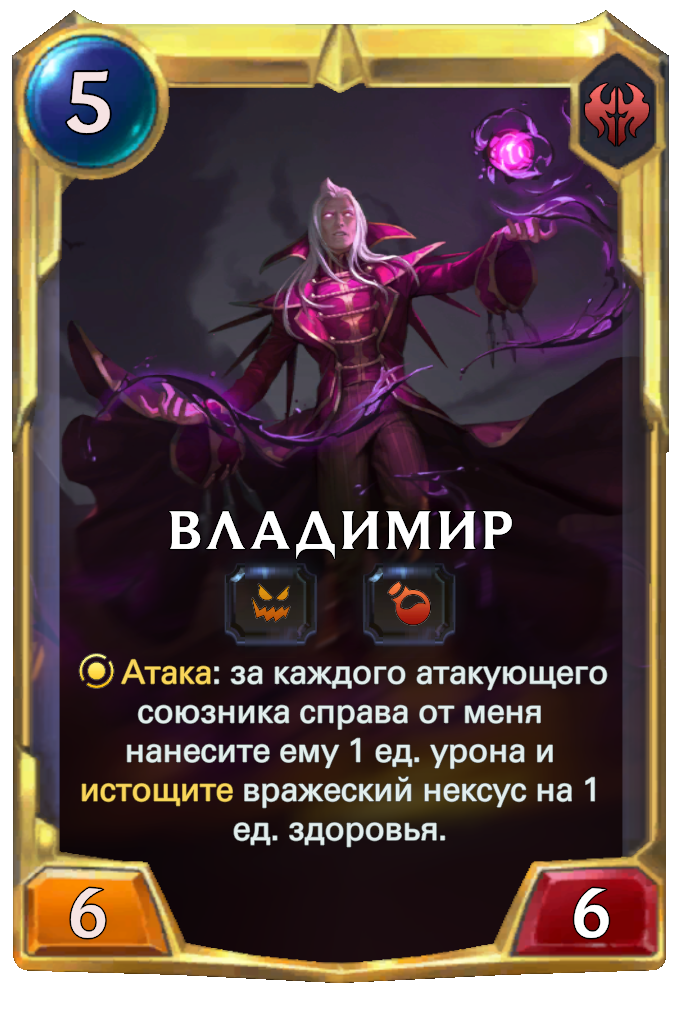 5
ВЛАДИМИР
Атака: за каждого атакующего
союзника справа от меня
нанесите ему 1 ед. урона и
истощите вражеский нексус на 1
ед. здоровья.
6
6